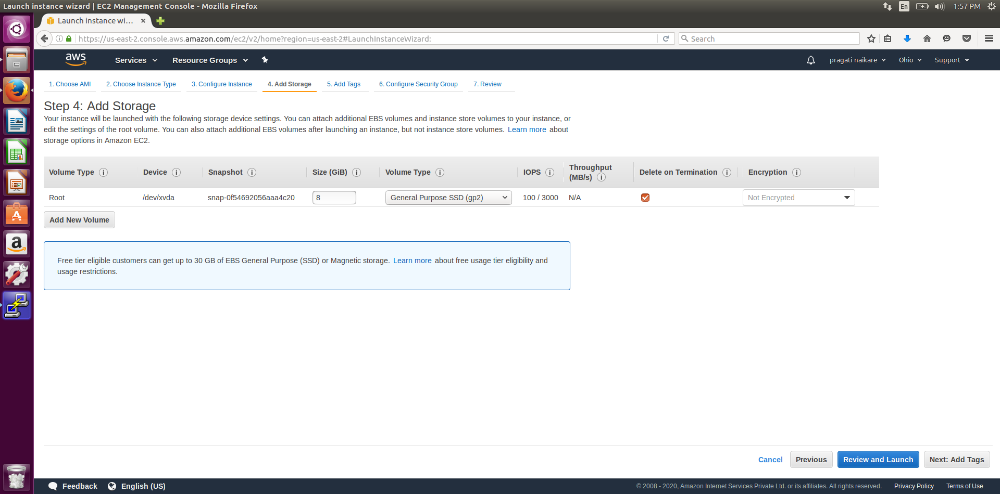 Launch instance wizard | EC2 Management Console - Mozilla Firefox
En
1:57 PM
Launch instance wi...
https://us-east-2.console.aws.amazon.com/ec2/v2/home?region=us-east-2#LaunchInstanceWizard:
Search
aws
Services
Resource Groups
pragati naikare
Ohio
Support
1. Choose AMI
2. Choose Instance Type
3. Configure Instance
4. Add Storage
5. Add Tags
6. Configure Security Group
7. Review
Step 4: Add Storage
Your instance will be launched with the following storage device settings. You can attach additional EBS volumes and instance store volumes to your instance, or
edit the settings of the root volume. You can also attach additional EBS volumes after launching an instance, but not instance store volumes. Learn more about
storage options in Amazon EC2.
Volume Type
Device
Snapshot
Size (GiB)
Volume Type
IOPS
Throughput
(MB/s)
Delete on Termination
Encryption
Root
/dev/xvda
snap-0f54692056aaa4c20
8
General Purpose SSD (gp2)
100 / 3000
N/A
Not Encrypted
Add New Volume
Free tier eligible customers can get up to 30 GB of EBS General Purpose (SSD) or Magnetic storage. Learn more about free usage tier eligibility and
usage restrictions.
Cancel
Previous
Review and Launch
Next: Add Tags
Feedback
English (US)
© 2008 - 2020, Amazon Internet Services Private Ltd. or its affiliates. All rights reserved.
Privacy Policy
Terms of Use